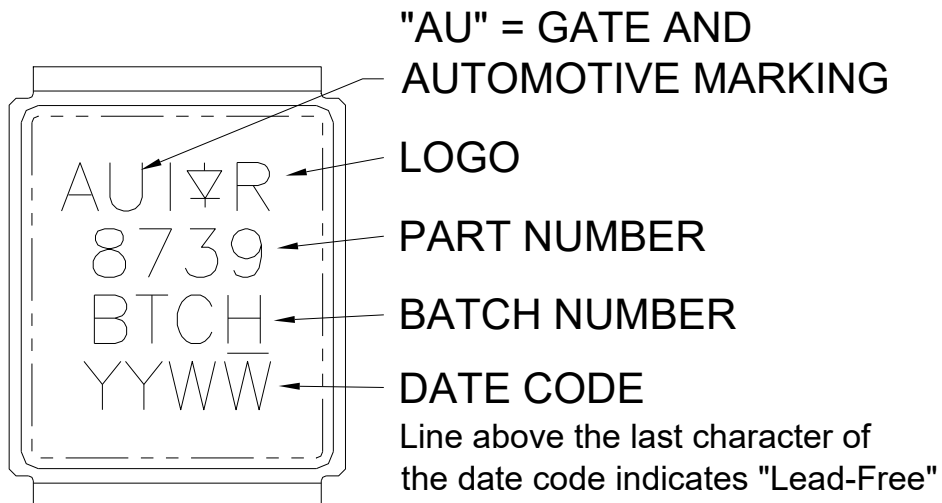 "AU" = GATE AND
AUTOMOTIVE MARKING
AUI R
LOGO
8739
PART NUMBER
BTCH
BATCH NUMBER
YYWW
DATE CODE
Line above the last character of
the date code indicates "Lead-Free"